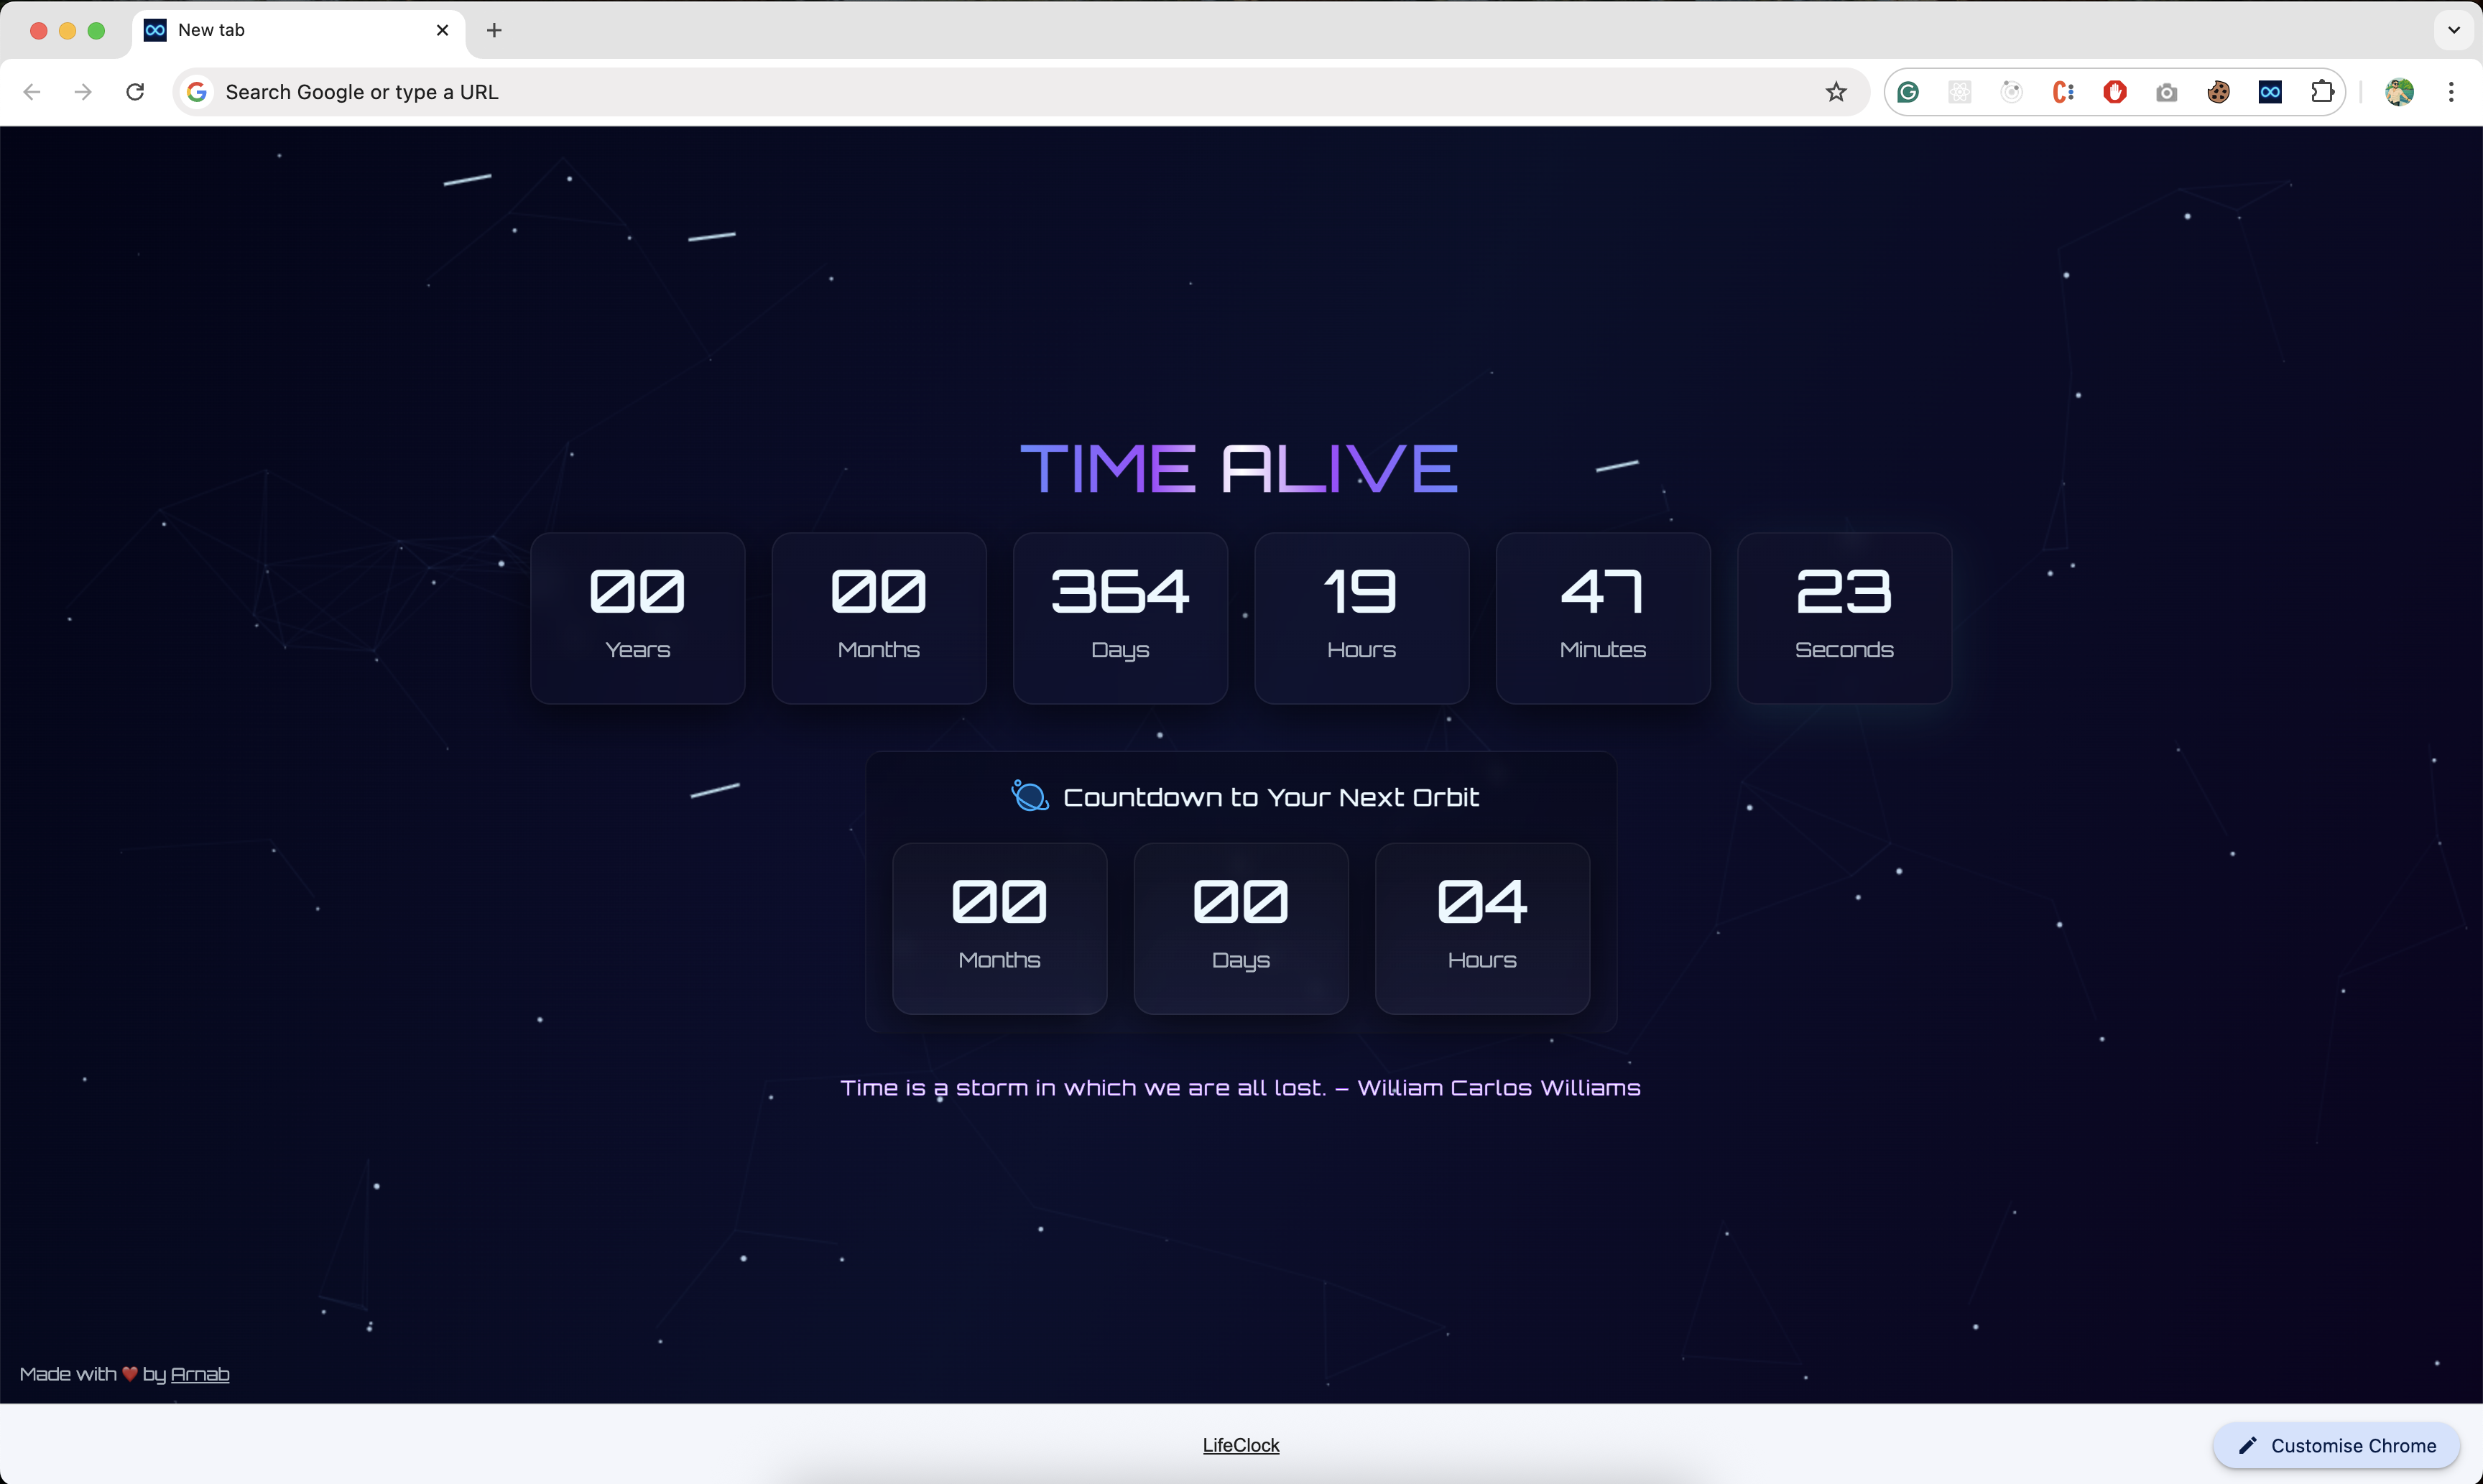 New tab
Search Google or type a URL
TIME ALIVE
00 00 364 19 47 23
Years Months Days Hours Minutes Seconds
Countdown to Your Next Orbit
00 00 04
Months Days Hours
Time is a storm in which we are all lost. – William Carlos Williams
Made with ❤️ by Arnab
LifeClock
Customise Chrome